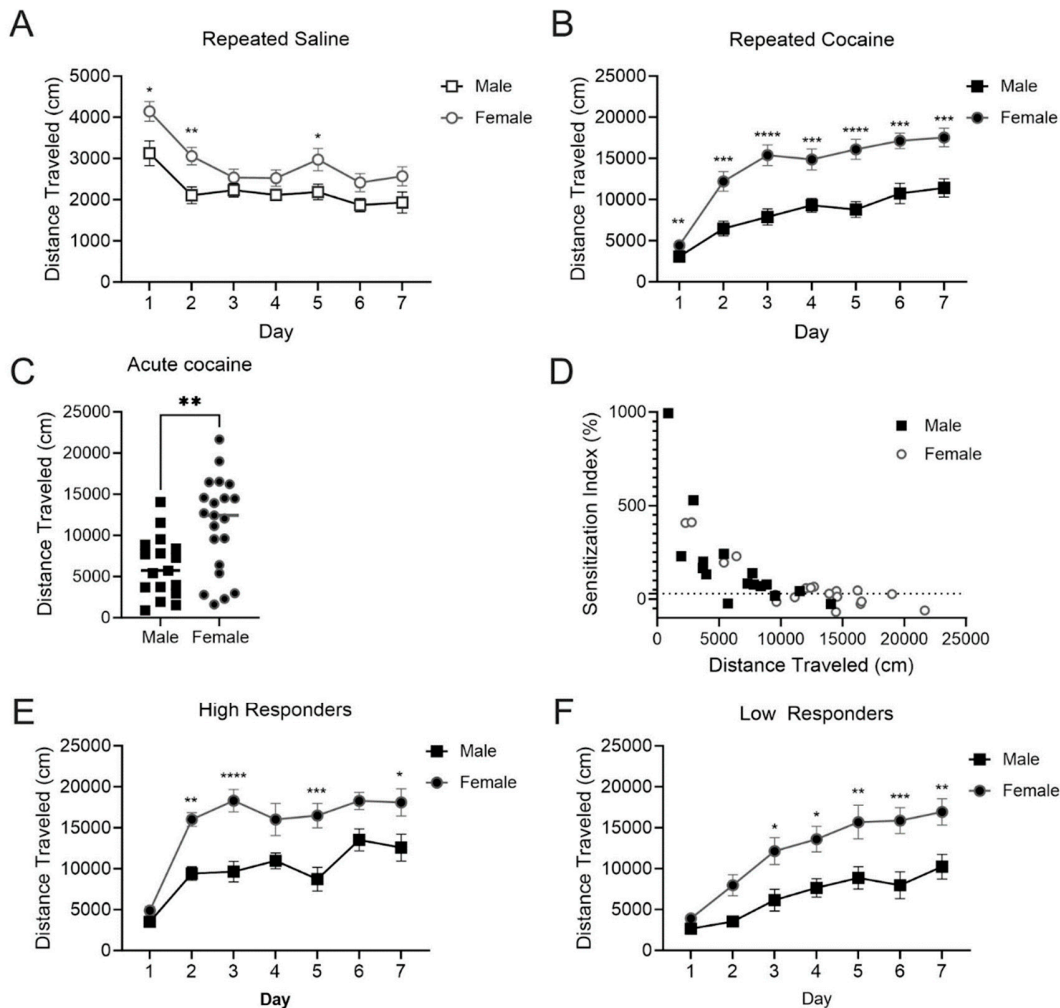 A
Repeated Saline
Distance Traveled (cm)
5000
4000
3000
2000
1000
0
* ** *
1 2 3 4 5 6 7
Day
Male
Female
B
Repeated Cocaine
Distance Traveled (cm)
25000
20000
15000
10000
5000
0
** *** **** *** **** *** ***
1 2 3 4 5 6 7
Day
Male
Female
C
Acute cocaine
**
Distance Traveled (cm)
25000
20000
15000
10000
5000
0
Male Female
D
Sensitization Index (%)
1000
500
0
0 5000 10000 15000 20000 25000
Distance Traveled (cm)
Male
Female
E
High Responders
Distance Traveled (cm)
25000
20000
15000
10000
5000
0
** **** *** *
1 2 3 4 5 6 7
Day
Male
Female
F
Low Responders
Distance Traveled (cm)
25000
20000
15000
10000
5000
0
* * ** *** **
1 2 3 4 5 6 7
Day
Male
Female